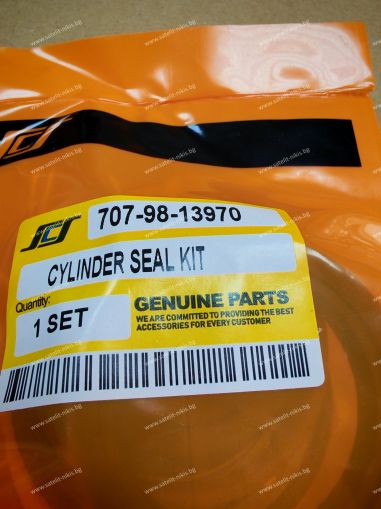 707-98-13970
CYLINDER SEAL KIT
Quantity:
1 SET
GENUINE PARTS
WE ARE COMMITTED TO PROVIDING THE BEST
ACCESSORIES FOR EVERY CUSTOMER
www.satelit-nikis.bg